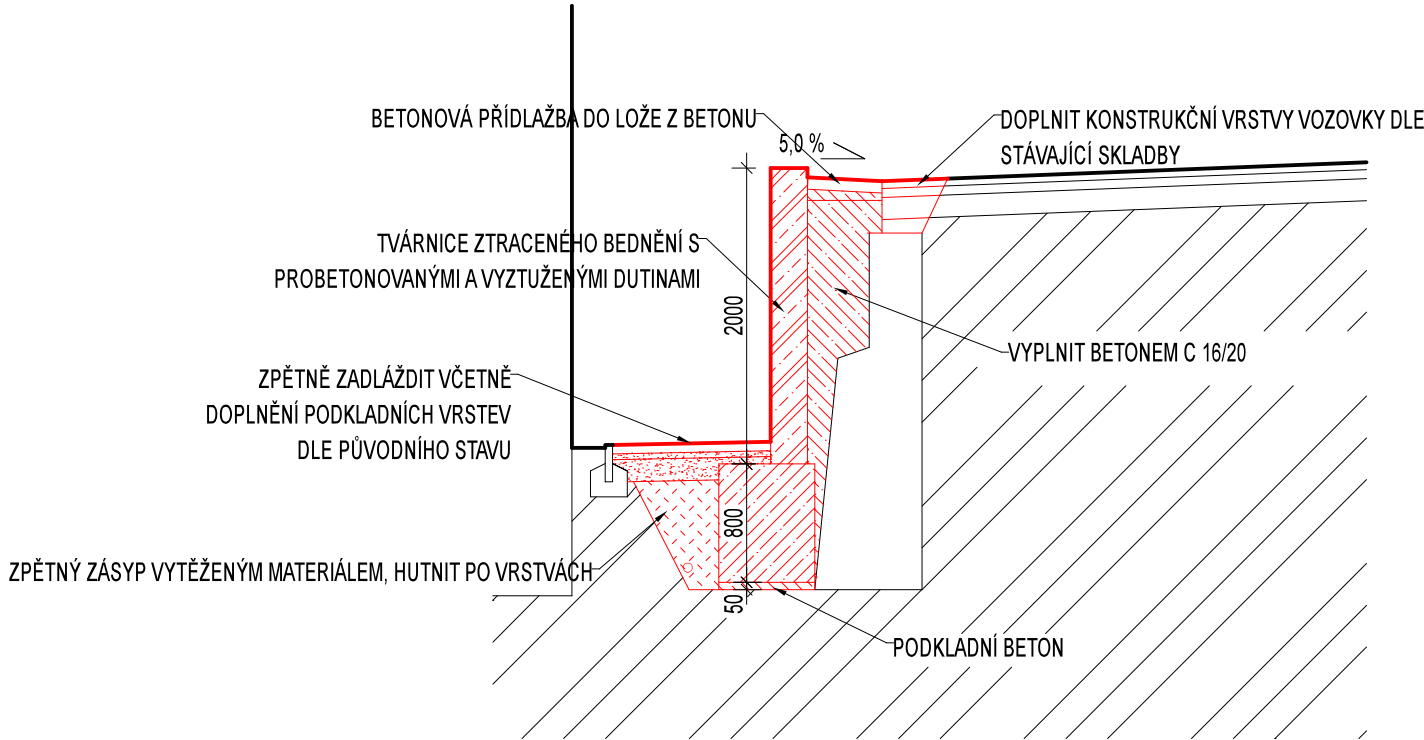 BETONOVÁ PŘÍDLAŽBA DO LOŽE Z BETONU
5,0 %
DOPLNIT KONSTRUKČNÍ VRSTVY VOZOVKY DLE
STÁVAJÍCÍ SKLADBY
TVÁRNICE ZTRACENÉHO BEDNĚNÍ S
PROBETONOVANÝMI A VYZTUŽENÝMI DUTINAMI
2000
VYPLNIT BETONEM C 16/20
ZPĚTNĚ ZADLÁŽDIT VČETNĚ
DOPLNĚNÍ PODKLADNÍCH VRSTEV
DLE PŮVODNÍHO STAVU
800
ZPĚTNÝ ZÁSYP VYTĚŽENÝM MATERIÁLEM, HUTNIT PO VRSTVÁCH
50
PODKLADNÍ BETON